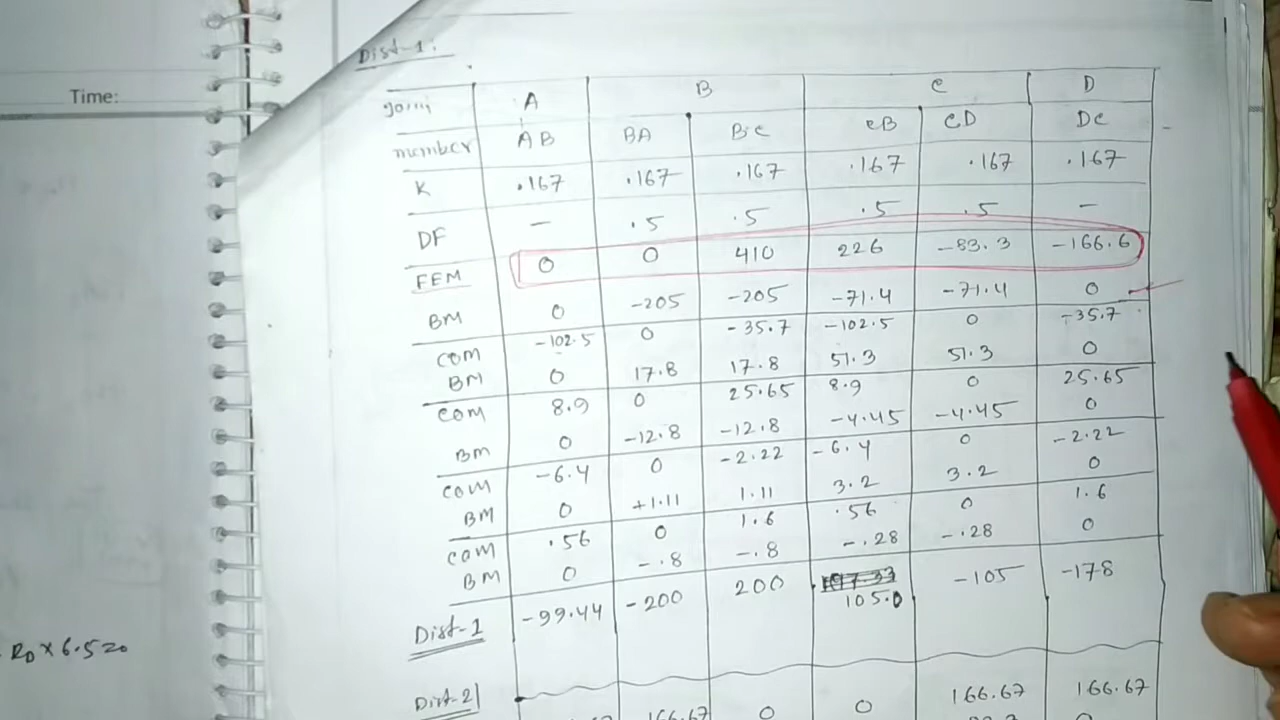 Time:
Dist-1:
Join A B C D
member AB BA BC CB CD DC
K .167 .167 .167 .167 .167 .167
DF – .5 .5 .5 .5 –
FEM 0 0 410 226 -83.3 -166.6
BM 0 -205 -205 -71.4 -71.4 0
COM -102.5 0 -35.7 -102.5 0 -35.7
BM 0 17.8 17.8 51.3 51.3 0
COM 8.9 0 25.65 8.9 0 25.65
BM 0 -12.8 -12.8 -4.45 -4.45 0
COM -6.4 0 -2.22 -6.4 0 -2.22
BM 0 +1.11 1.11 3.2 3.2 0
COM .56 0 1.6 .56 0 1.6
BM 0 -.8 -.8 -.28 -.28 0
Dist-1 -99.44 -200 200 105.0 -105 -178
RD × 6.5 20
Dist-2 166.67 0 0 166.67 166.67